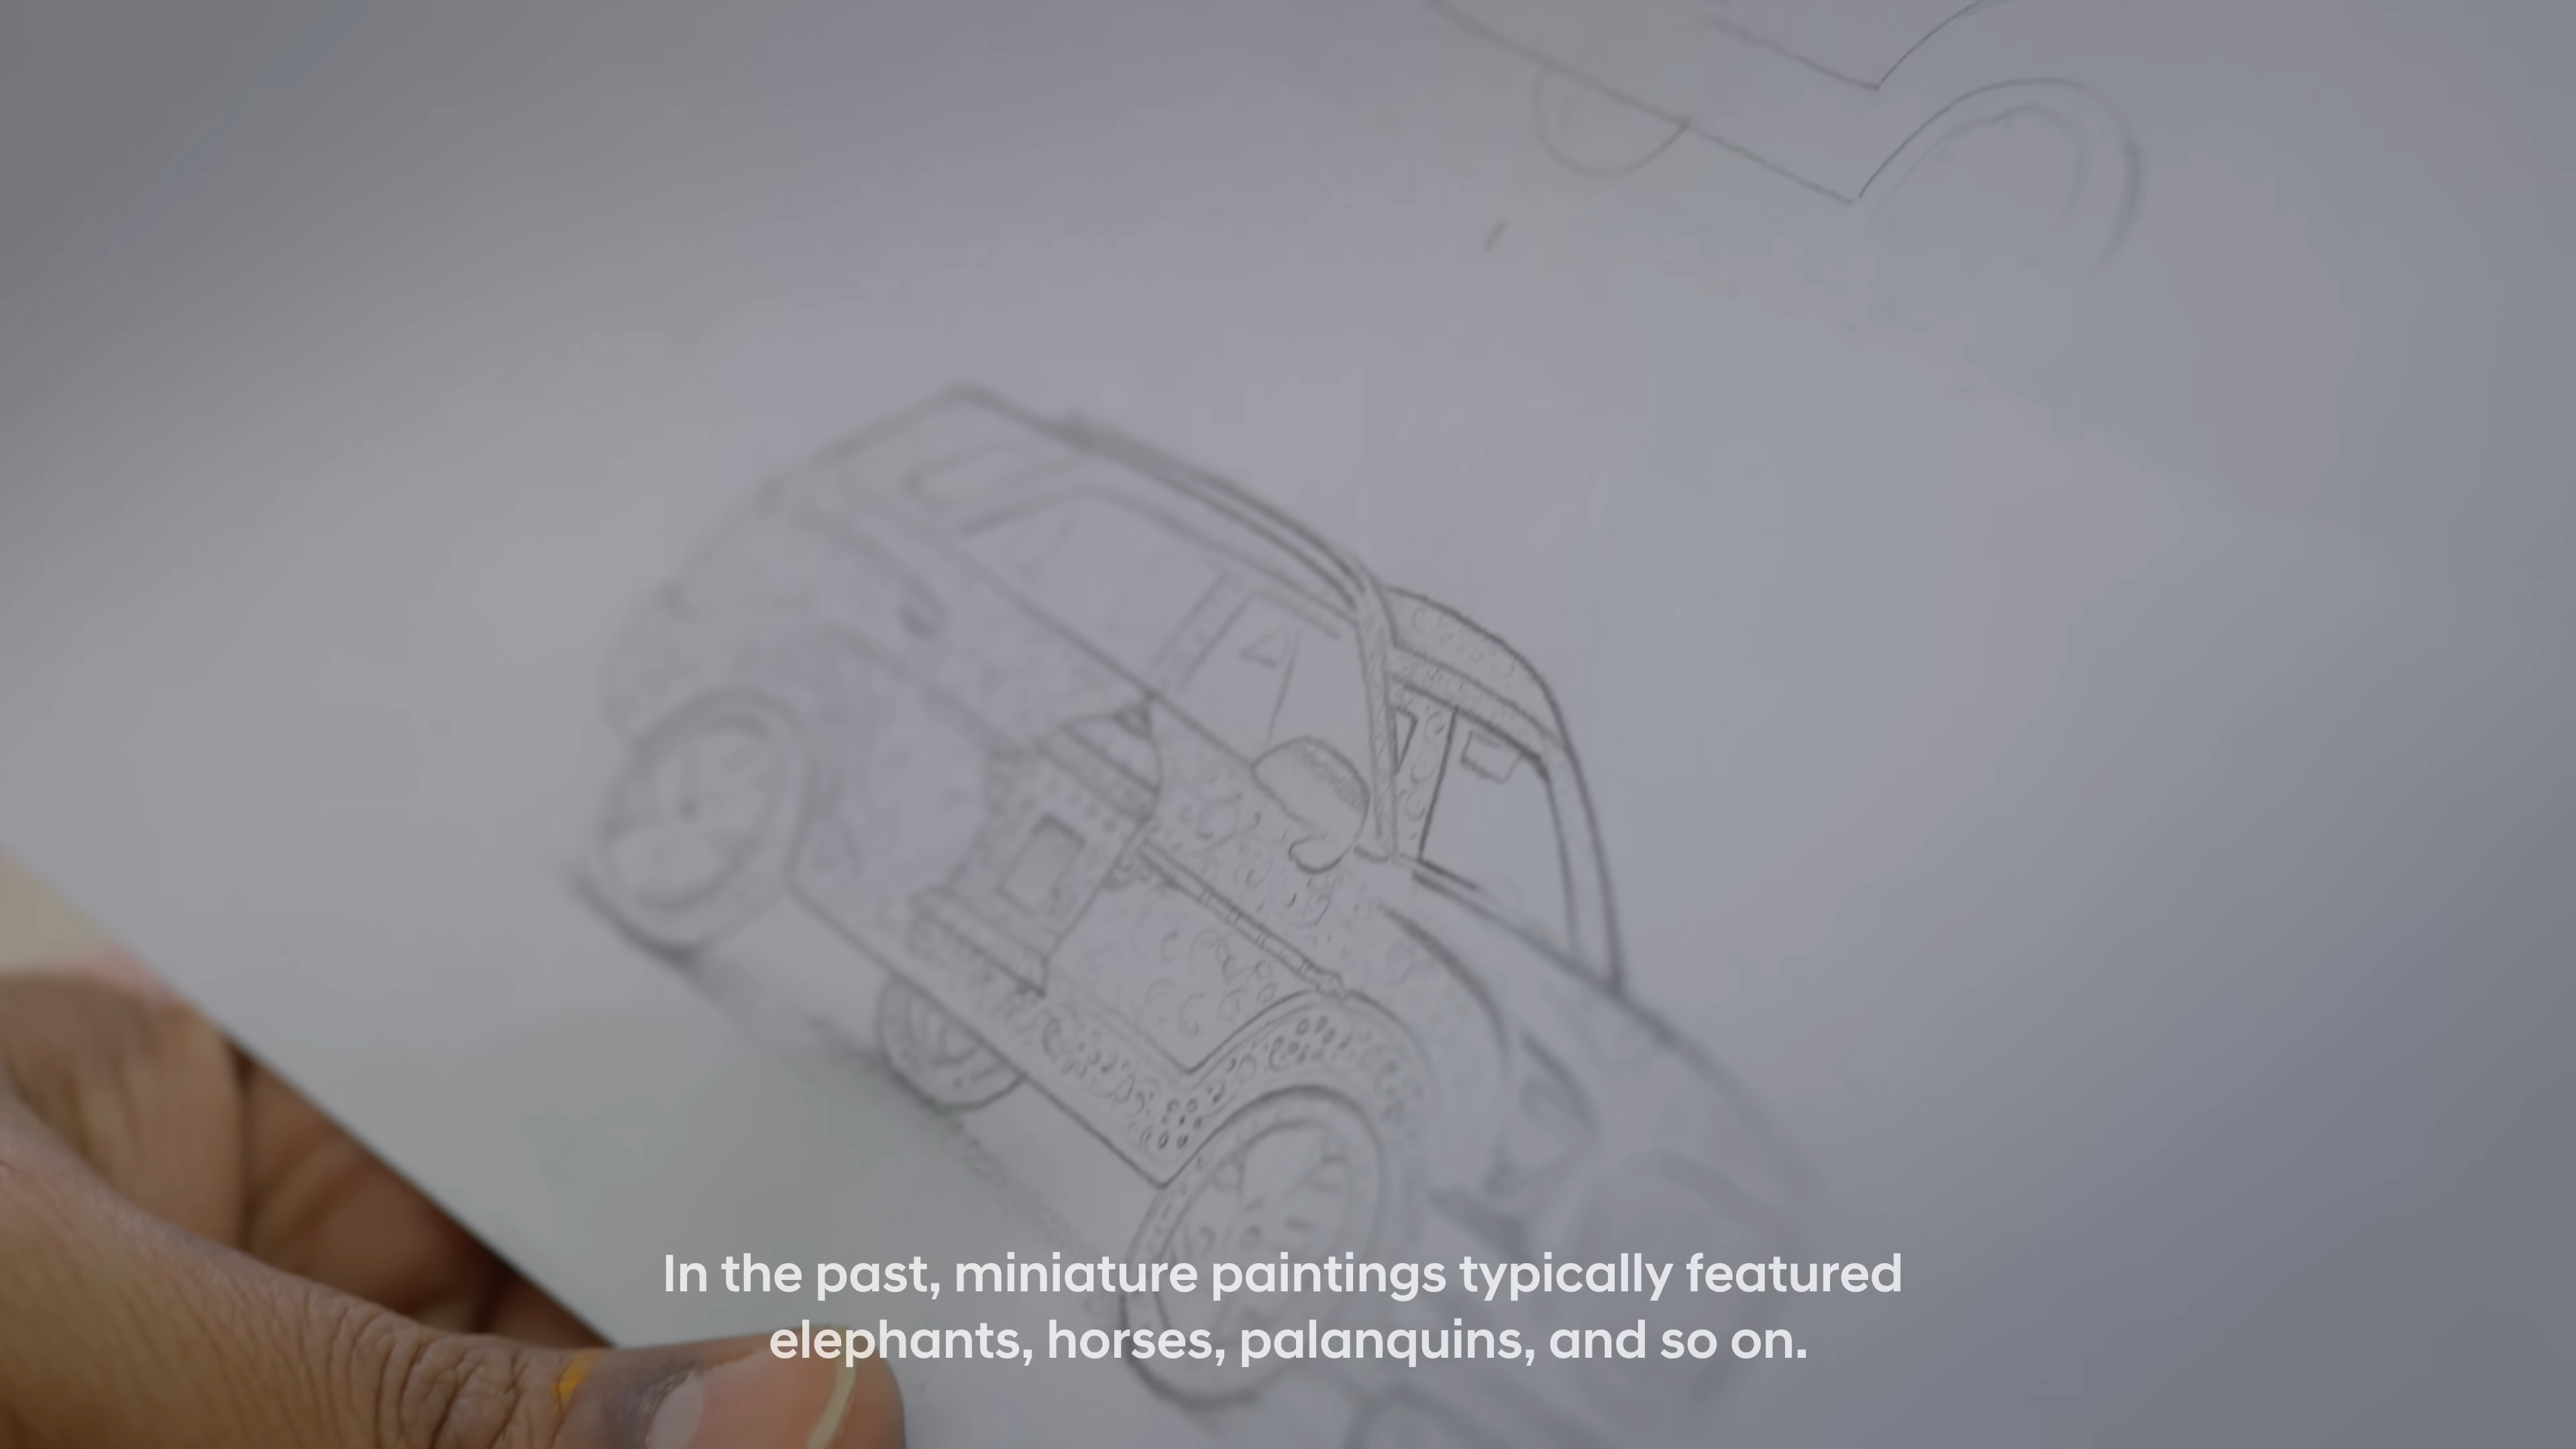 In the past, miniature paintings typically featured
elephants, horses, palanquins, and so on.